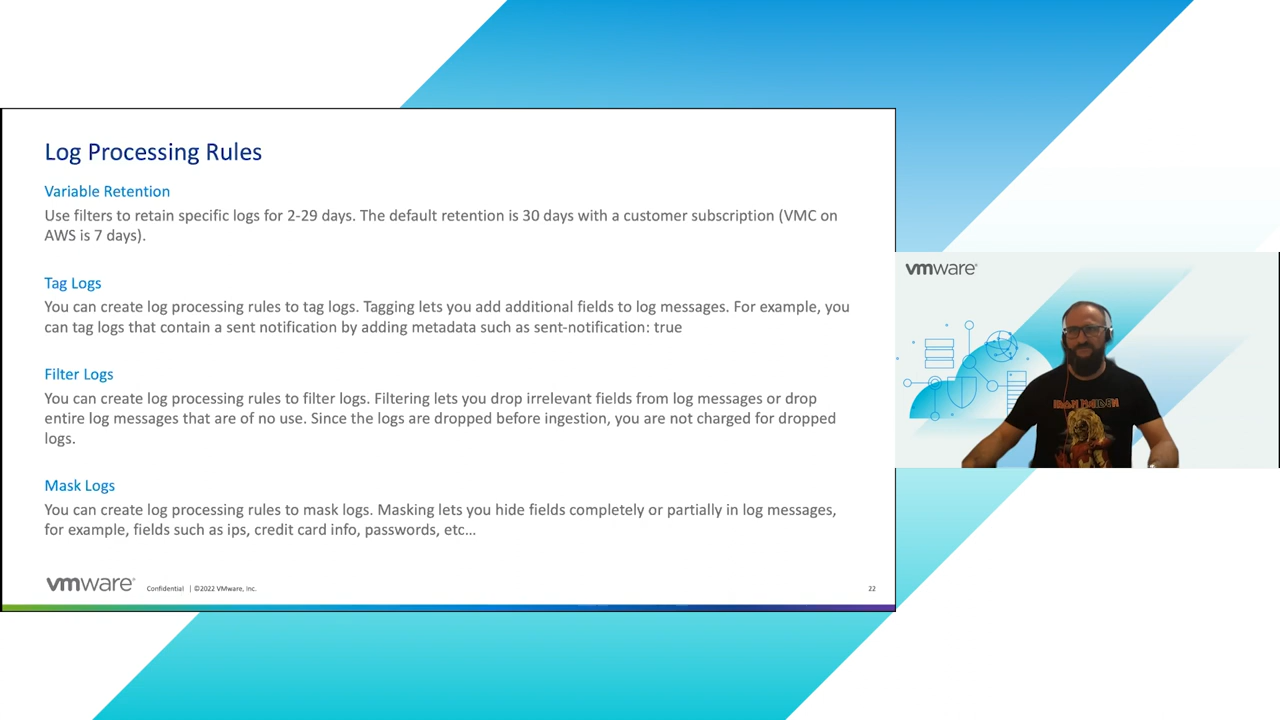 Log Processing Rules
Variable Retention
Use filters to retain specific logs for 2-29 days. The default retention is 30 days with a customer subscription (VMC on
AWS is 7 days).
Tag Logs
You can create log processing rules to tag logs. Tagging lets you add additional fields to log messages. For example, you
can tag logs that contain a sent notification by adding metadata such as sent-notification: true
Filter Logs
You can create log processing rules to filter logs. Filtering lets you drop irrelevant fields from log messages or drop
entire log messages that are of no use. Since the logs are dropped before ingestion, you are not charged for dropped
logs.
Mask Logs
You can create log processing rules to mask logs. Masking lets you hide fields completely or partially in log messages,
for example, fields such as ips, credit card info, passwords, etc...
vmware®
Confidential | ©2022 VMware, Inc.
22
vmware®
IRON MAIDEN